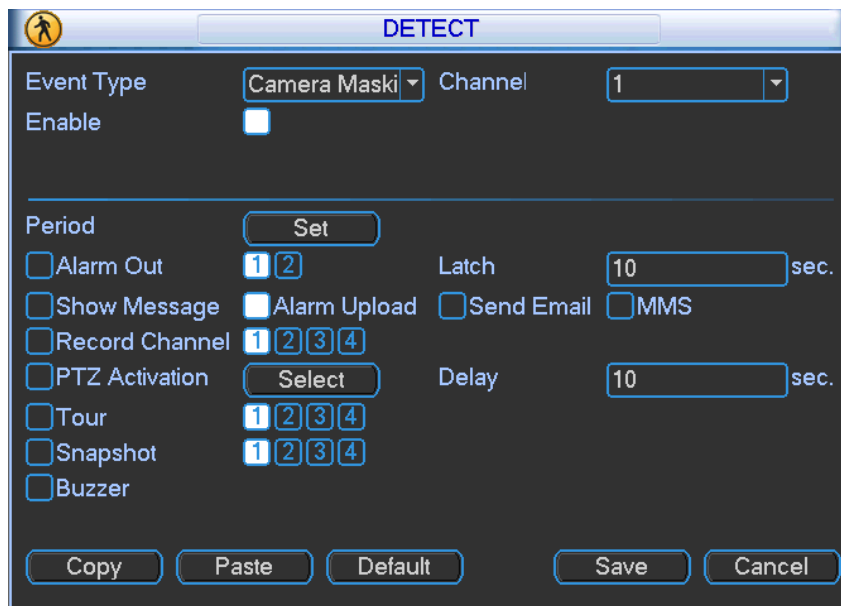 DETECT
Event Type Camera Maski Channel 1
Enable
Period Set
Alarm Out 1 2 Latch 10 sec.
Show Message Alarm Upload Send Email MMS
Record Channel 1 2 3 4
PTZ Activation Select Delay 10 sec.
Tour 1 2 3 4
Snapshot 1 2 3 4
Buzzer
Copy Paste Default Save Cancel